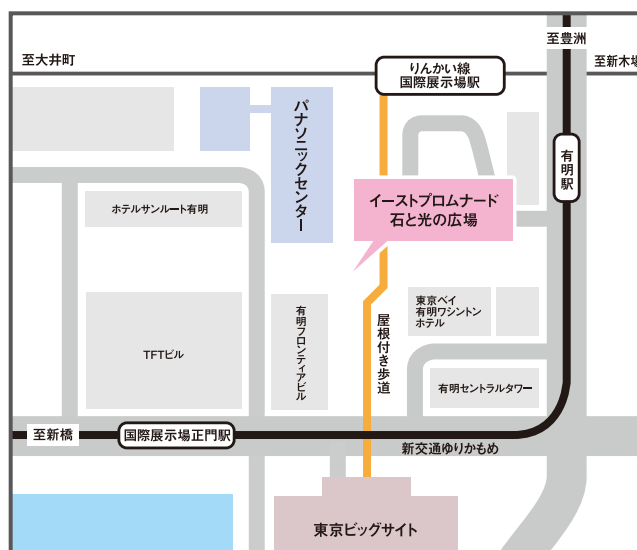 至豊洲
至大井町
りんかい線
国際展示場駅
至新木場
パナソニックセンター
有明駅
ホテルサンルート有明
イーストプロムナード
石と光の広場
東京ベイ
有明ワシントン
ホテル
有明フロンティアビル
屋根付き歩道
TFTビル
有明セントラルタワー
至新橋
国際展示場正門駅
新交通ゆりかもめ
東京ビッグサイト